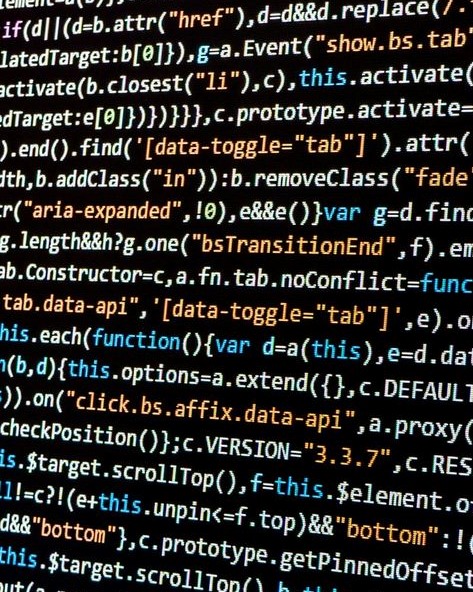 if(d||(d=b.attr("href"),d=d&&d.replace(/.
latedTarget:b[0]}),g=a.Event("show.bs.tab"
activate(b.closest("li"),c),this.activate(
edTarget:e[0]})})}}},c.prototype.activate=
).end().find('[data-toggle="tab"]').attr(
dth,b.addClass("in")):b.removeClass("fade"
tr("aria-expanded",!0),e&&e()}var g=d.find
g.length&&h?g.one("bsTransitionEnd",f).em
ab.Constructor=c,a.fn.tab.noConflict=func
tab.data-api",'[data-toggle="tab"]',e).o
this.each(function(){var d=a(this),e=d.dat
n(b,d){this.options=a.extend({},c.DEFAULT
)).on("click.bs.affix.data-api",a.proxy(
checkPosition()};c.VERSION="3.3.7",c.RES
is.$target.scrollTop(),f=this.$element.o
ll!=c?!(e+this.unpin<=f.top)&&"bottom":!(
d&&"bottom"},c.prototype.getPinnedOffset
this.$target.scrollTop()